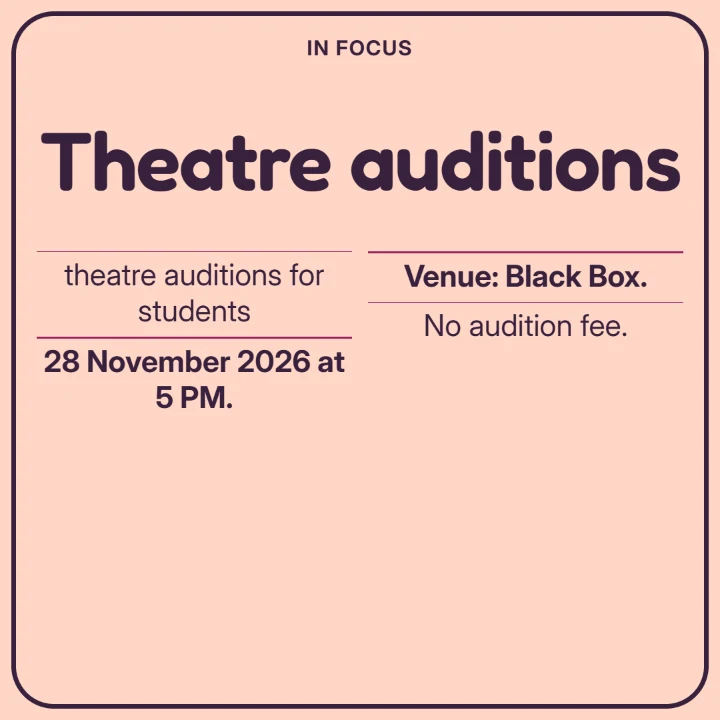 IN FOCUS
Theatre auditions
theatre auditions for
students
28 November 2026 at
5 PM.
Venue: Black Box.
No audition fee.